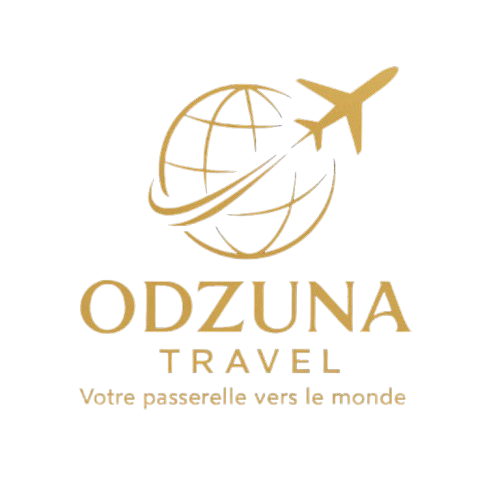 ODZUNA
TRAVEL
Votre passerelle vers le monde